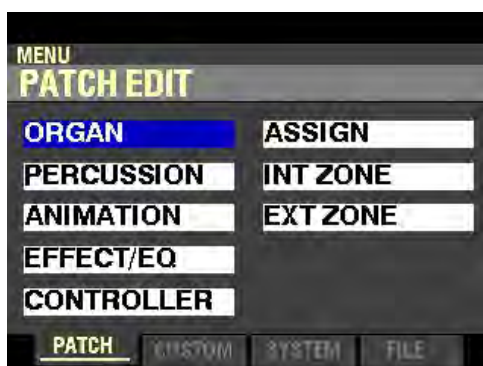 MENU
PATCH EDIT
ORGAN
ASSIGN
PERCUSSION
INT ZONE
ANIMATION
EXT ZONE
EFFECT/EQ
CONTROLLER
PATCH CUSTOM SYSTEM FILE